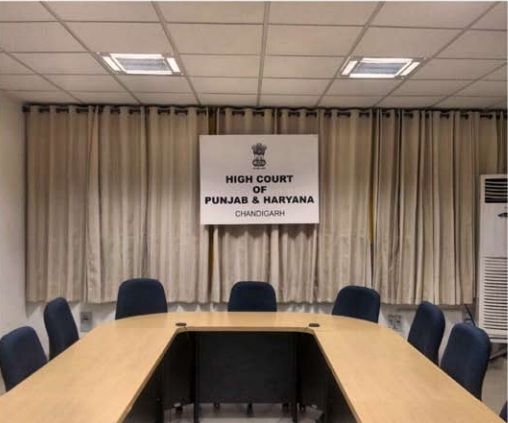 HIGH COURT
OF
PUNJAB & HARYANA
CHANDIGARH